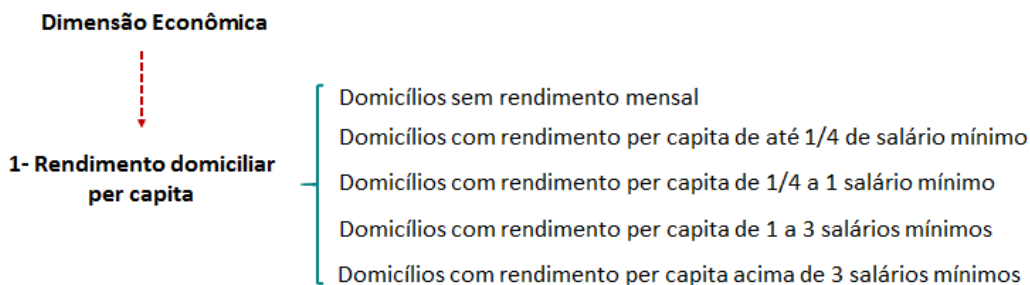 Dimensão Econômica
1- Rendimento domiciliar
per capita
Domicílios sem rendimento mensal
Domicílios com rendimento per capita de até 1/4 de salário mínimo
Domicílios com rendimento per capita de 1/4 a 1 salário mínimo
Domicílios com rendimento per capita de 1 a 3 salários mínimos
Domicílios com rendimento per capita acima de 3 salários mínimos